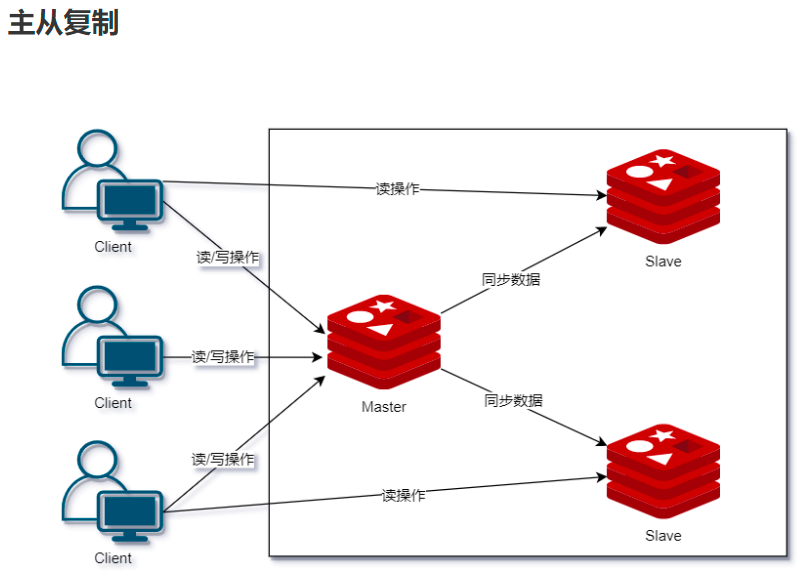 主从复制
读操作
Client
读/写操作
Slave
同步数据
读/写操作
Client
Master
同步数据
读/写操作
读操作
Client
Slave